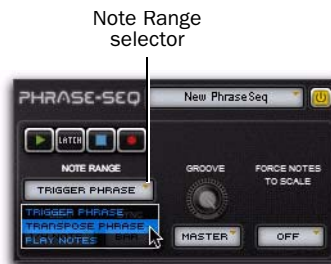 Note Range
selector
PHRASE-SEQ
New PhraseSeq
LATCH
NOTE RANGE
GROOVE
FORCE NOTES
TO SCALE
TRIGGER PHRASE
TRIGGER PHRASE
TRANSPOSE PHRASE
PLAY NOTES
BAR
MASTER
OFF